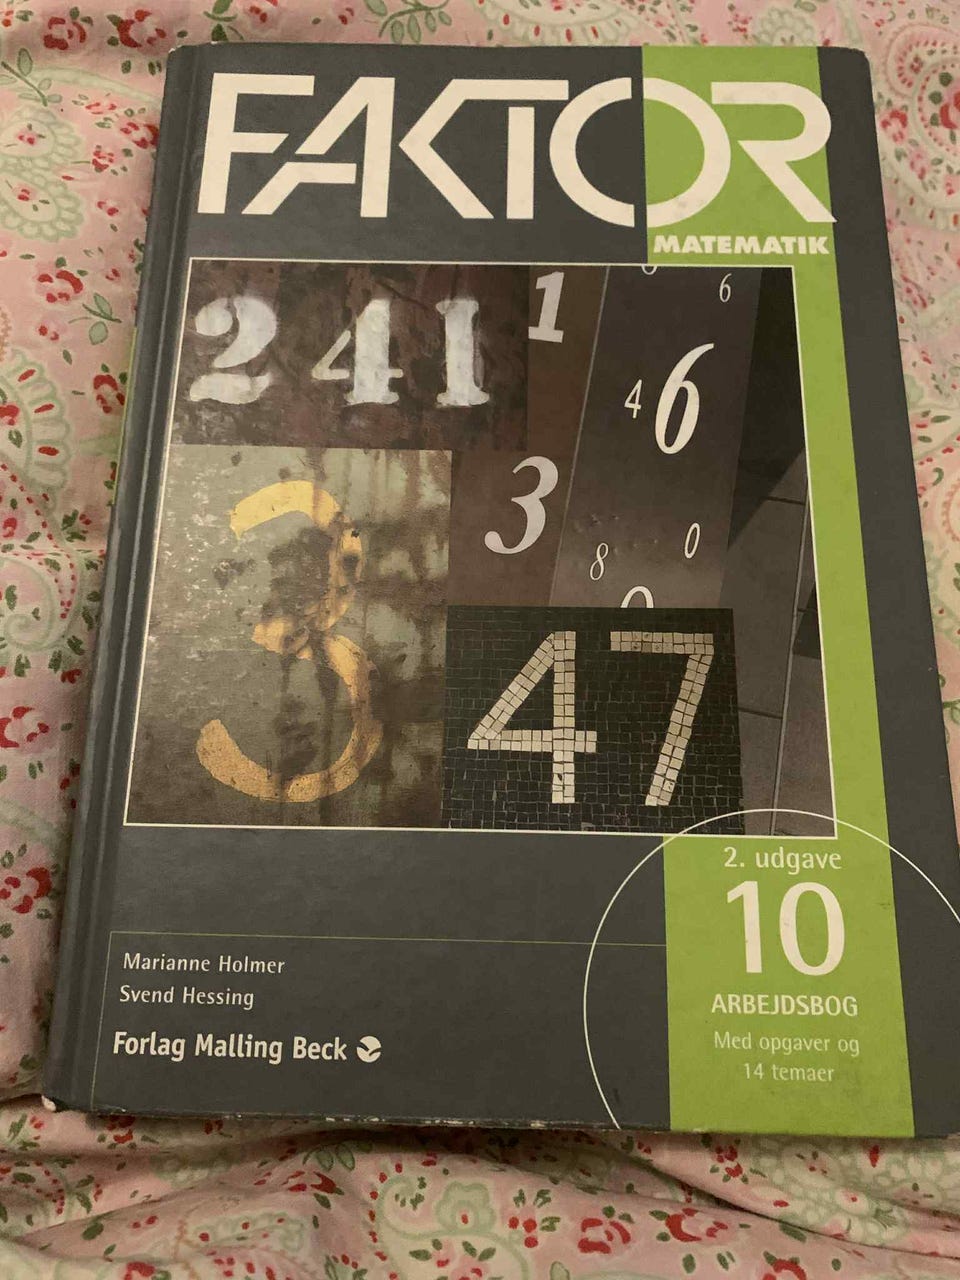 FAKTOR
MATEMATIK
241
1
6
4 6
3
8 0
3
47
2. udgave
10
ARBEJDSBOG
Med opgaver og
14 temaer
Marianne Holmer
Svend Hessing
Forlag Malling Beck